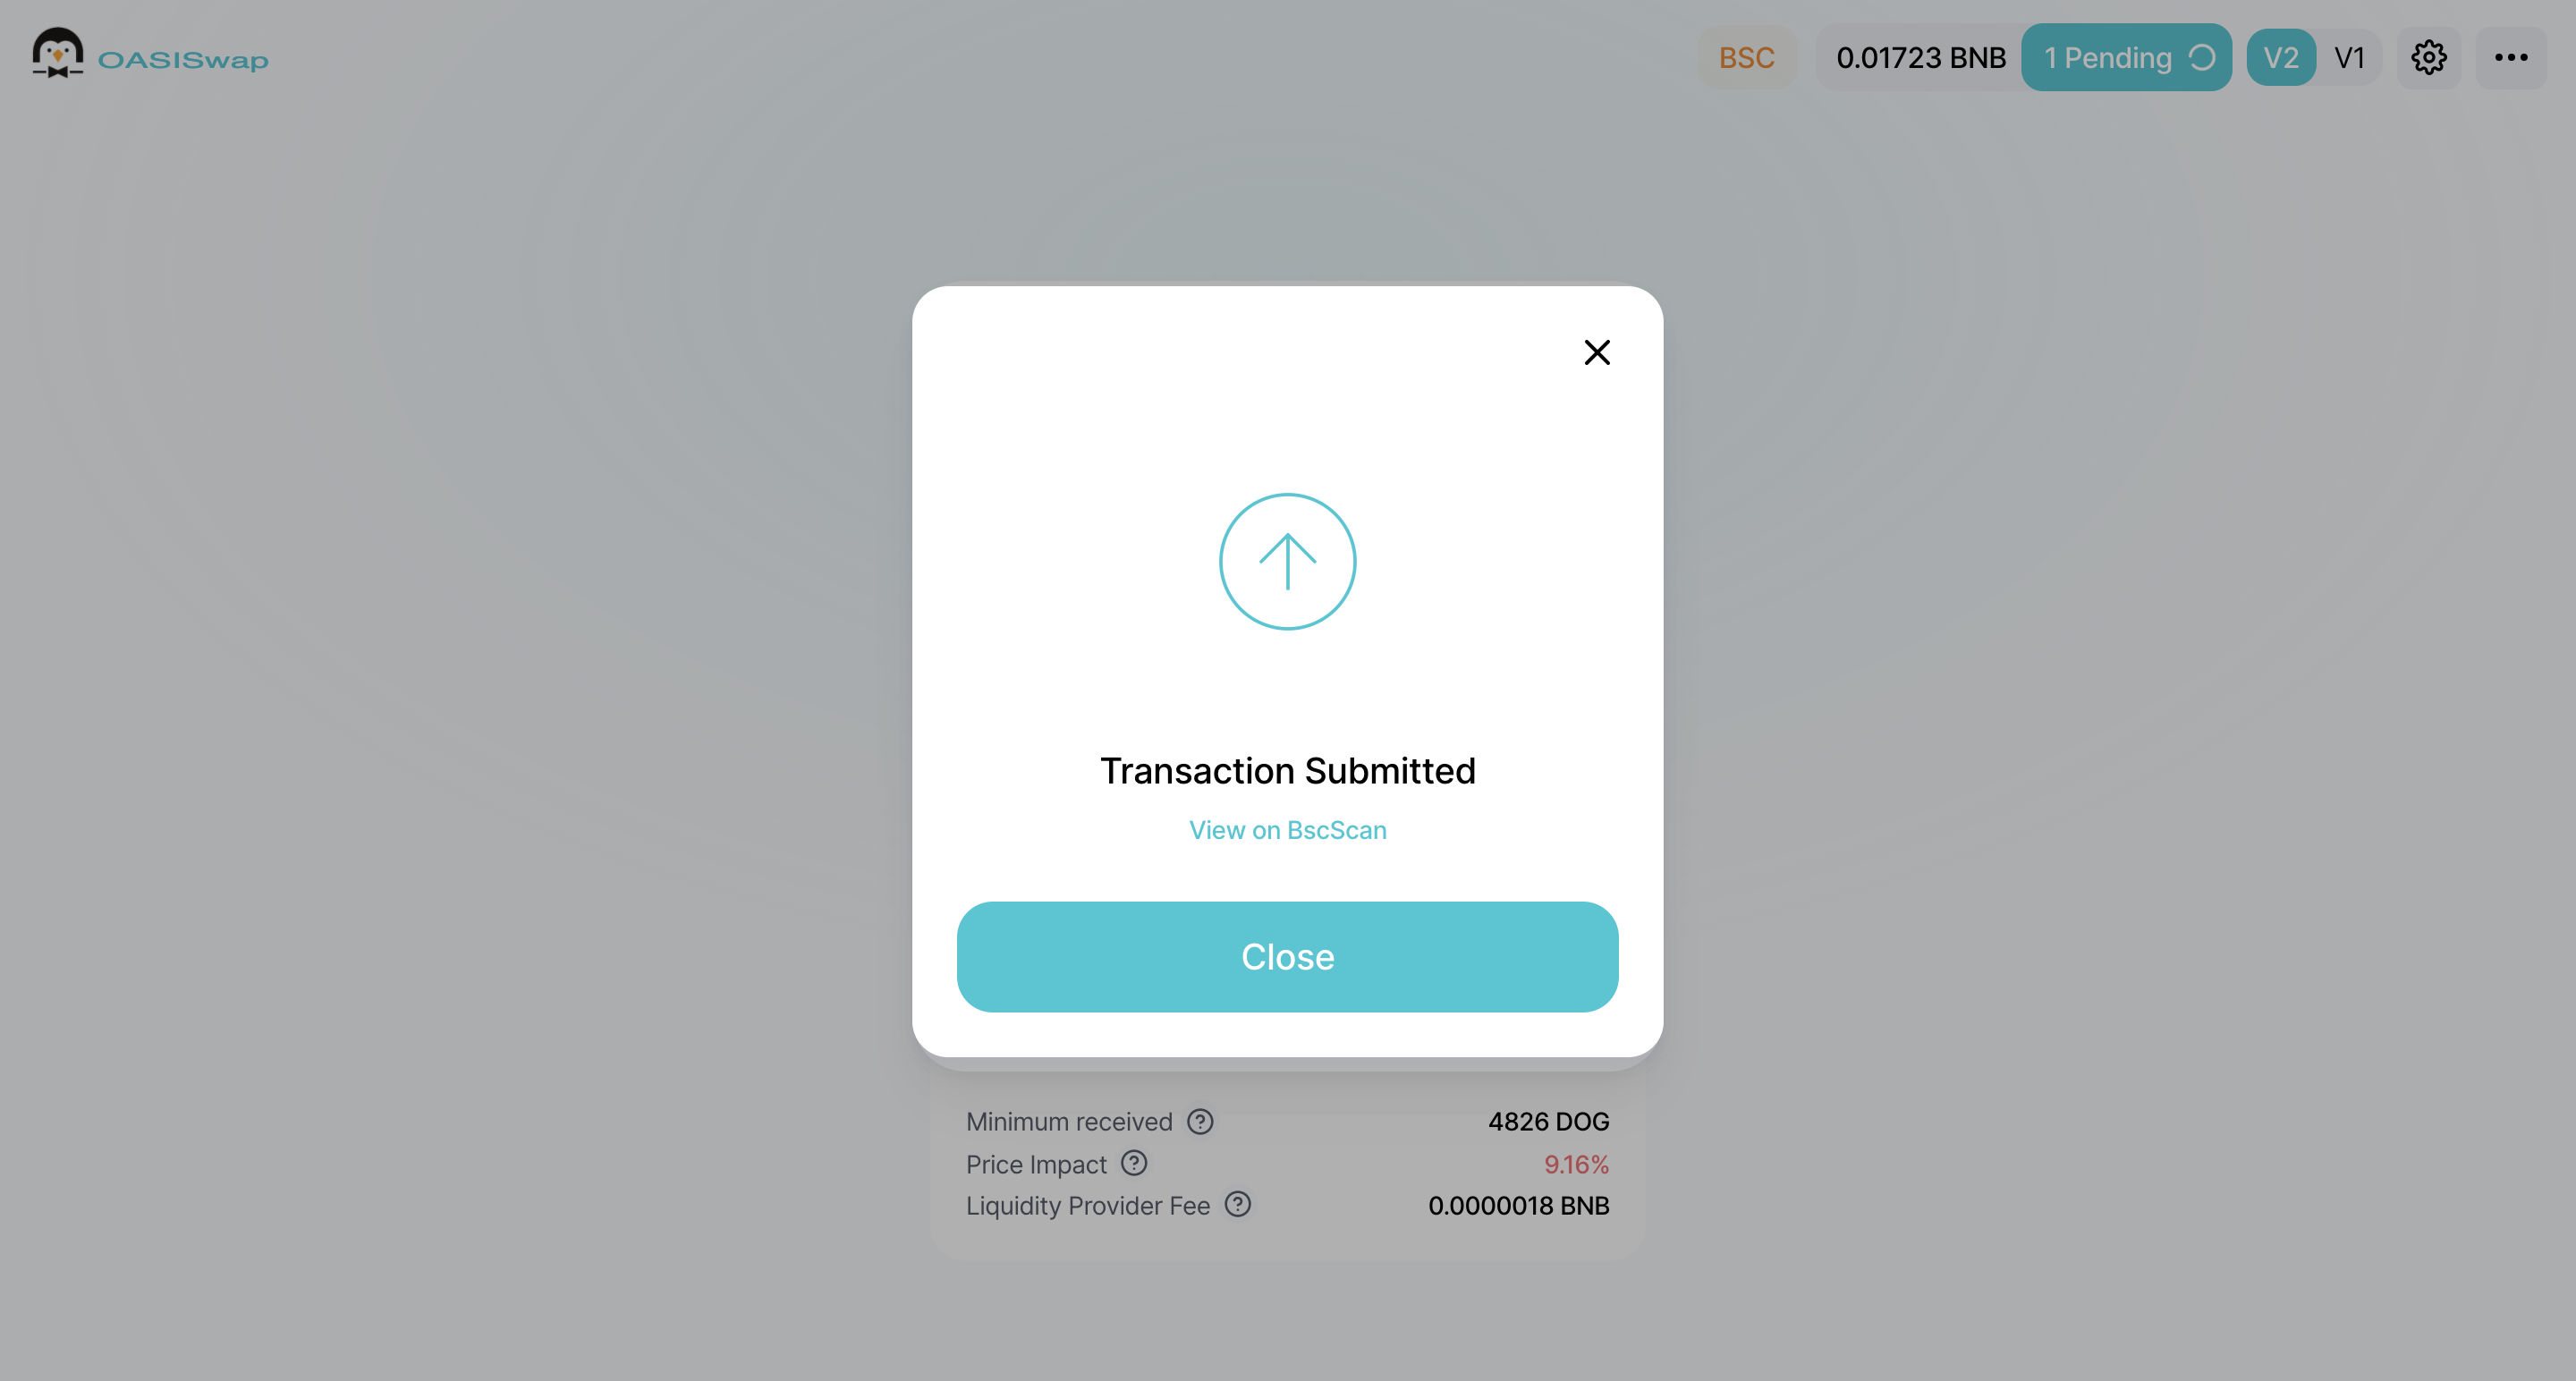 OASISwap
BSC
0.01723 BNB
1 Pending
V2
V1
Transaction Submitted
View on BscScan
Close
Minimum received
4826 DOG
Price Impact
9.16%
Liquidity Provider Fee
0.0000018 BNB